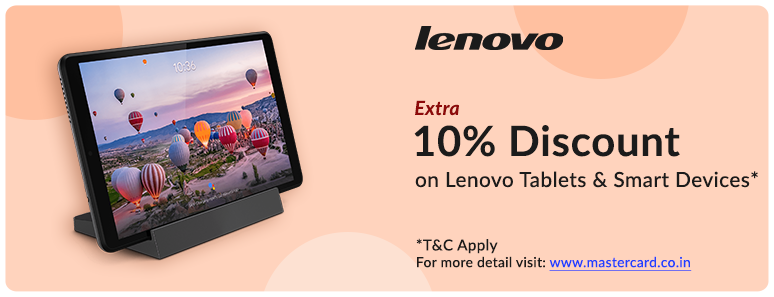 10:36
lenovo
Extra
10% Discount
on Lenovo Tablets & Smart Devices*
*T&C Apply
For more detail visit: www.mastercard.co.in